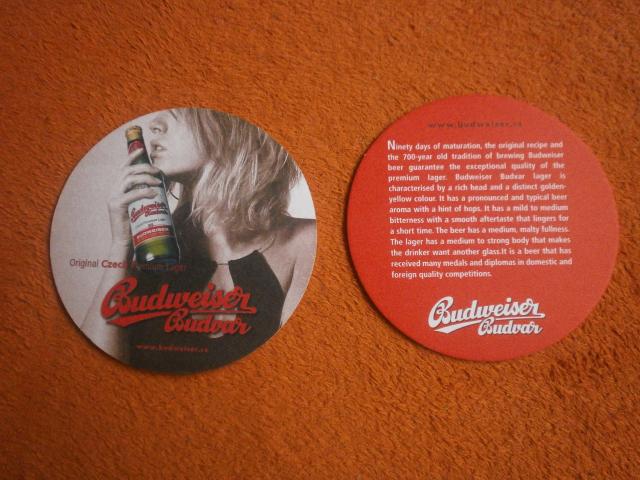 Original Czech Premium Lager
Budweiser
Budvar
www.budweiser.cz
BUDWEISER
www.budweiser.cz
Ninety days of maturation, the original recipe and
the 700-year old tradition of brewing Budweiser
beer guarantee the exceptional quality of the
premium lager. Budweiser Budvar lager is
characterised by a rich head and a distinct golden-
yellow colour. It has a pronounced and typical beer
aroma with a hint of hops. It has a mild to medium
bitterness with a smooth aftertaste that lingers for
a short time. The beer has a medium, malty fullness.
The lager has a medium to strong body that makes
the drinker want another glass.It is a beer that has
received many medals and diplomas in domestic and
foreign quality competitions.
Budweiser
Budvar